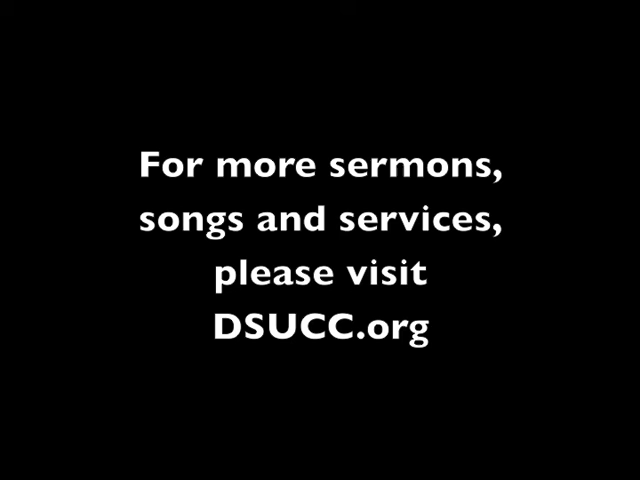 For more sermons,
songs and services,
please visit
DSUCC.org